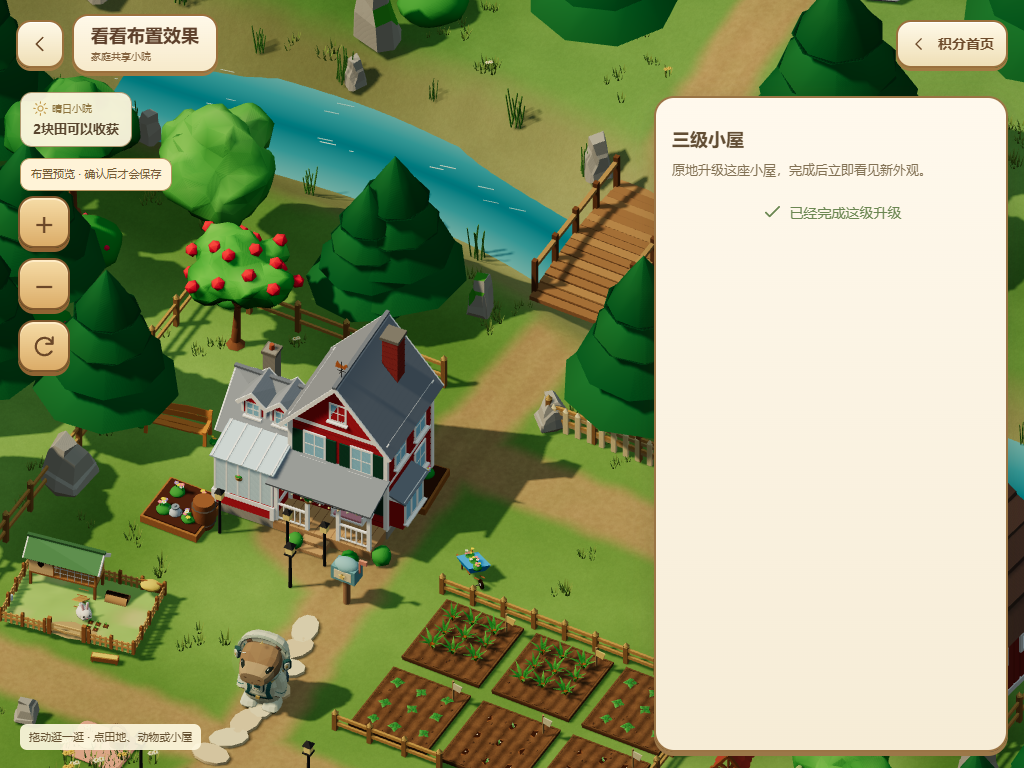 看看布置效果
家庭共享小院
积分首页
晴日小院
2块田可以收获
布置预览 · 确认后才会保存
三级小屋
原地升级这座小屋，完成后立即看见新外观。
已经完成这级升级
拖动逛一逛 · 点田地、动物或小屋